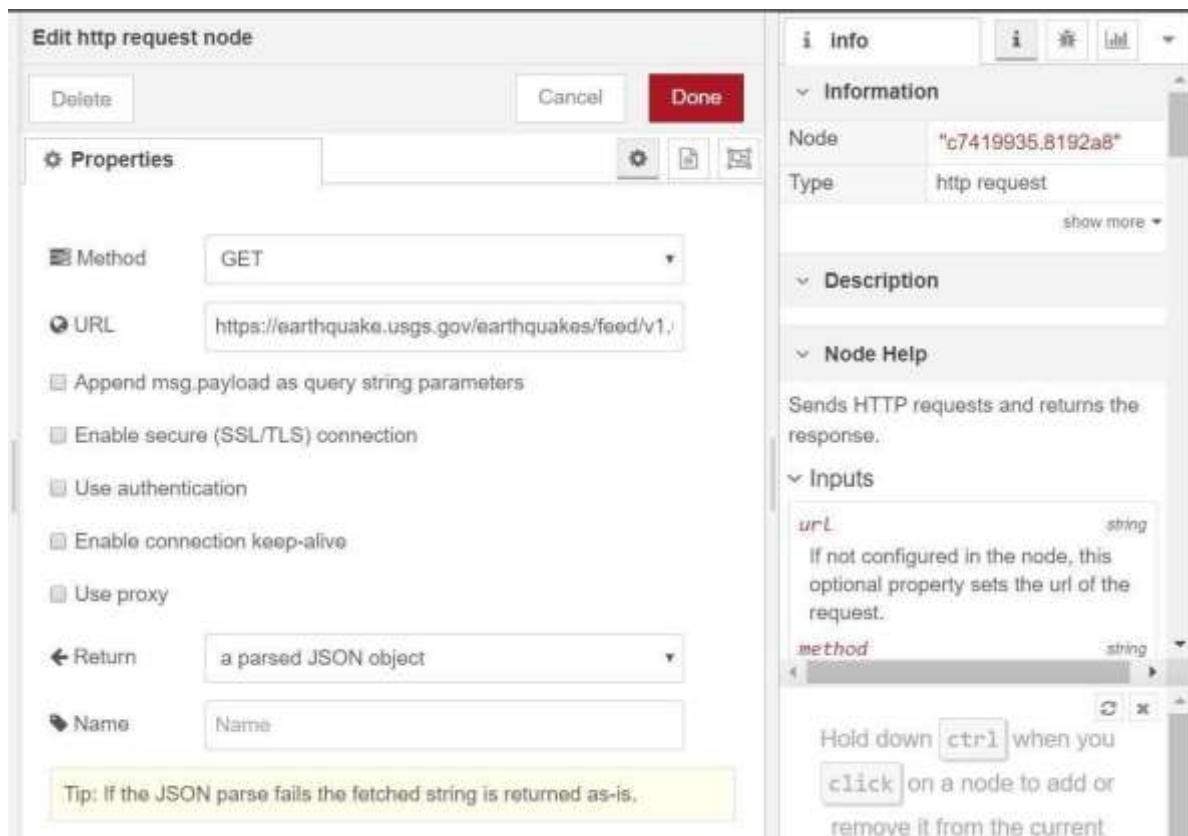 Edit http request node
Delete
Cancel
Done
Properties
Method
GET
URL
https://earthquake.usgs.gov/earthquakes/feed/v1.
Append msg.payload as query string parameters
Enable secure (SSL/TLS) connection
Use authentication
Enable connection keep-alive
Use proxy
Return
a parsed JSON object
Name
Name
Tip: If the JSON parse fails the fetched string is returned as-is.
i info
i
Information
Node
"c7419935.8192a8"
Type
http request
show more
Description
Node Help
Sends HTTP requests and returns the
response.
Inputs
url
string
If not configured in the node, this
optional property sets the url of the
request.
method
string
Hold down ctrl when you
click on a node to add or
remove it from the current